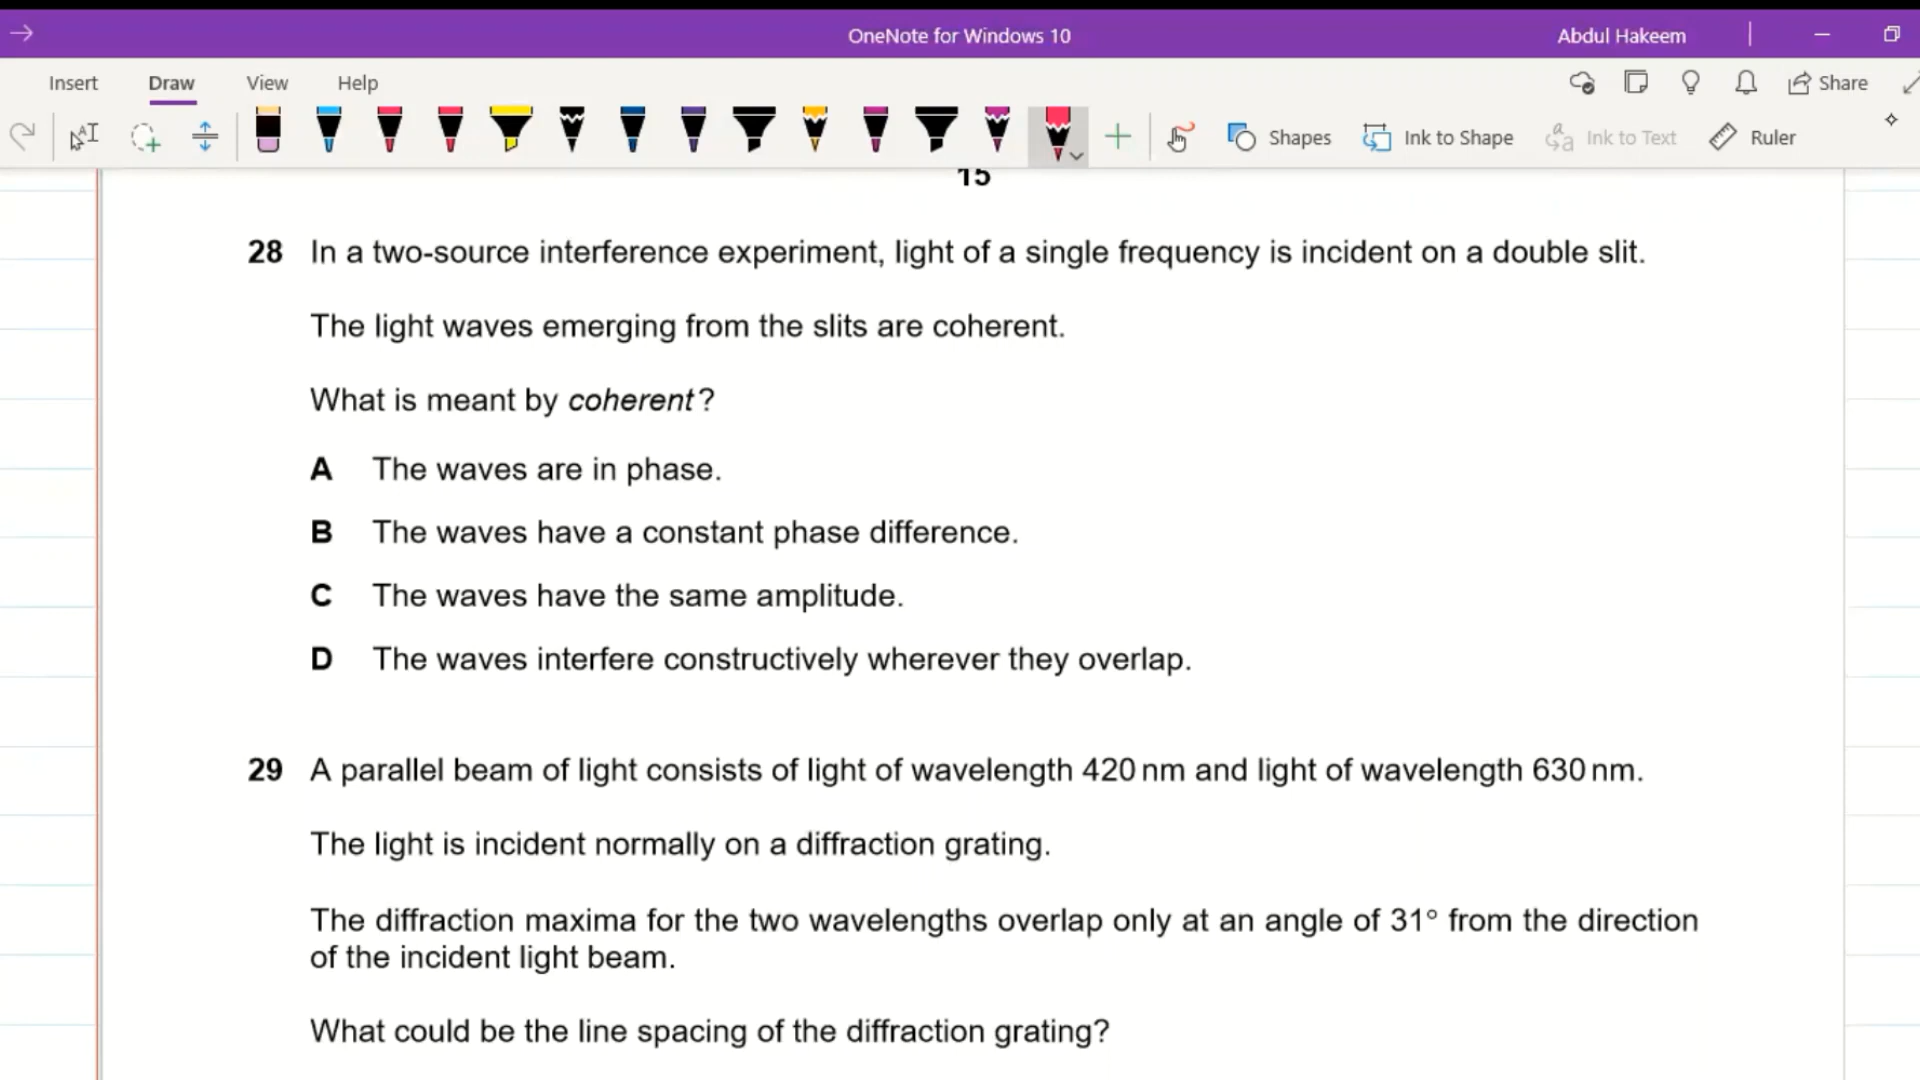 OneNote for Windows 10
Abdul Hakeem
Insert Draw View Help
Share
Shapes Ink to Shape Ink to Text Ruler
15
28 In a two-source interference experiment, light of a single frequency is incident on a double slit.
The light waves emerging from the slits are coherent.
What is meant by coherent?
A The waves are in phase.
B The waves have a constant phase difference.
C The waves have the same amplitude.
D The waves interfere constructively wherever they overlap.
29 A parallel beam of light consists of light of wavelength 420 nm and light of wavelength 630 nm.
The light is incident normally on a diffraction grating.
The diffraction maxima for the two wavelengths overlap only at an angle of 31° from the direction
of the incident light beam.
What could be the line spacing of the diffraction grating?